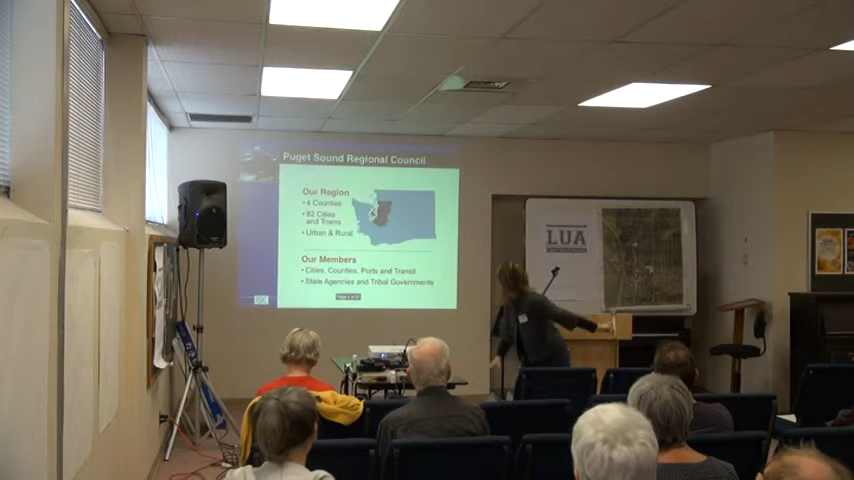 Puget Sound Regional Council
Our Region
• 4 Counties
• 82 Cities
and Towns
• Urban & Rural
Our Members
• Cities, Counties, Ports and Transit
• State Agencies and Tribal Governments
LUA